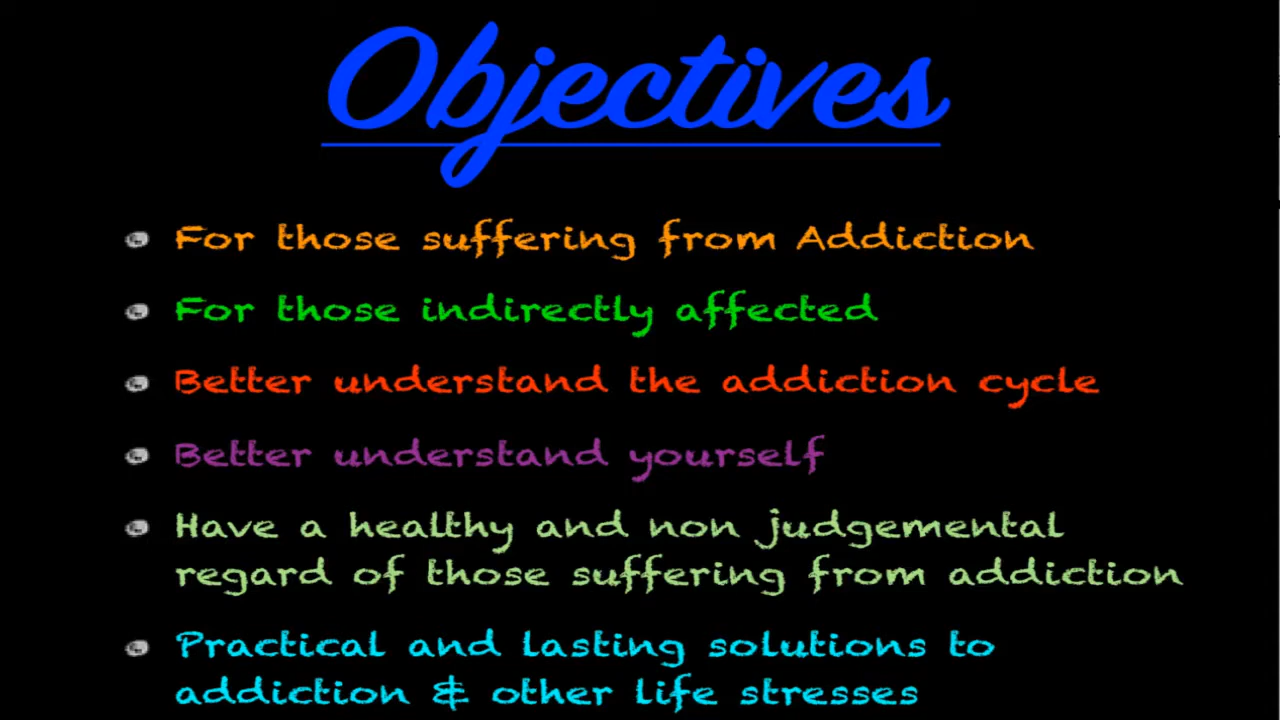 Objectives
For those suffering from Addiction
For those indirectly affected
Better understand the addiction cycle
Better understand yourself
Have a healthy and non judgemental
regard of those suffering from addiction
Practical and lasting solutions to
addiction & other life stresses